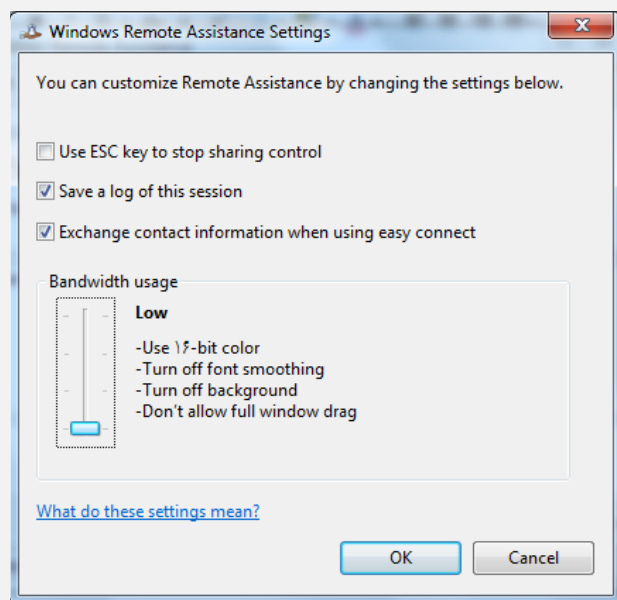 Windows Remote Assistance Settings
You can customize Remote Assistance by changing the settings below.
Use ESC key to stop sharing control
Save a log of this session
Exchange contact information when using easy connect
Bandwidth usage
Low
-Use ۱۶-bit color
-Turn off font smoothing
-Turn off background
-Don't allow full window drag
What do these settings mean?
OK
Cancel